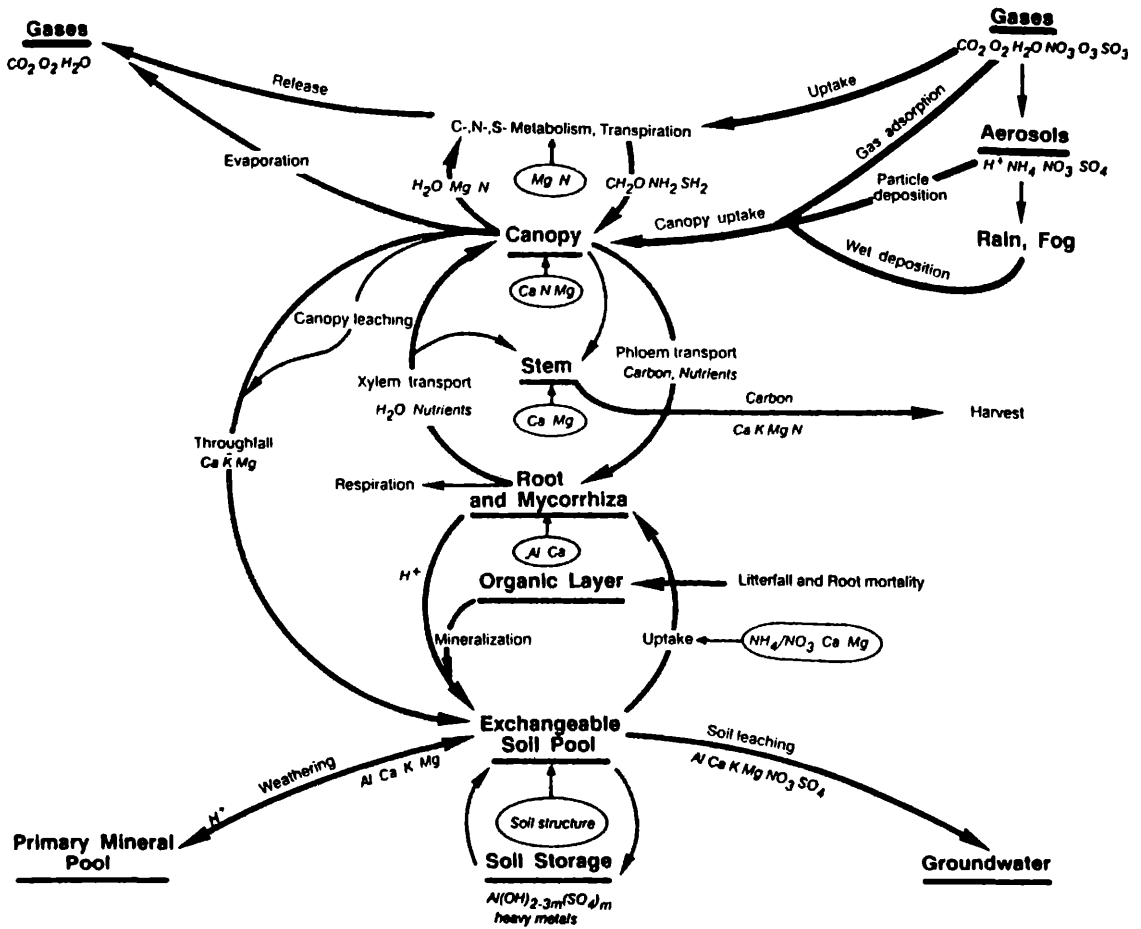 Gases
CO2 O2 H2O
Gases
CO2 O2 H2O NO3 O3 SO3
Release
Uptake
Gas adsorption
Aerosols
H+ NH4 NO3 SO4
C-,N-,S- Metabolism, Transpiration
Evaporation
H2O Mg N
Mg N
CH2O NH2 SH2
Particle
deposition
Canopy uptake
Canopy
Rain, Fog
Wet deposition
Ca N Mg
Canopy leaching
Phloem transport
Carbon, Nutrients
Stem
Xylem transport
H2O Nutrients
Carbon
Ca K Mg N
Harvest
Ca Mg
Throughfall
Ca K Mg
Respiration
Root
and Mycorrhiza
Al Ca
H+
Organic Layer
Litterfall and Root mortality
Mineralization
Uptake
NH4/NO3 Ca Mg
Exchangeable
Soil Pool
Soil leaching
Al Ca K Mg NO3 SO4
Weathering
Al Ca K Mg
H+
Soil structure
Primary Mineral
Pool
Soil Storage
Al(OH)2-3m(SO4)m
heavy metals
Groundwater